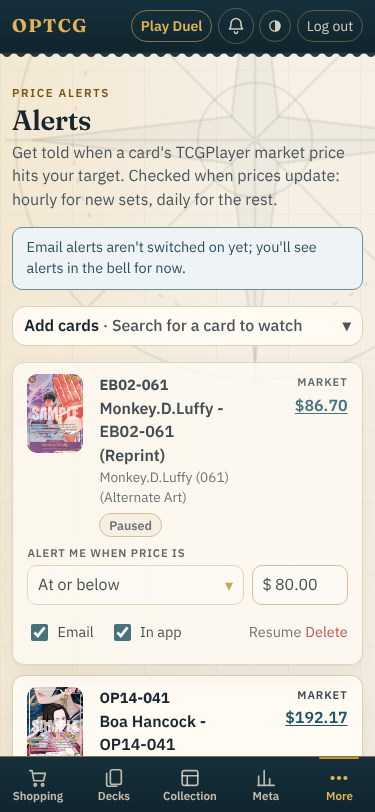 OPTCG
Play Duel
Log out
PRICE ALERTS
Alerts
Get told when a card's TCGPlayer market price
hits your target. Checked when prices update:
hourly for new sets, daily for the rest.
Email alerts aren't switched on yet; you'll see
alerts in the bell for now.
Add cards · Search for a card to watch
SAMPLE
EB02-061
Monkey.D.Luffy -
EB02-061
(Reprint)
Monkey.D.Luffy (061)
(Alternate Art)
Paused
MARKET
$86.70
ALERT ME WHEN PRICE IS
At or below
$ 80.00
Email
In app
Resume Delete
SAMPLE
OP14-041
Boa Hancock -
OP14-041
MARKET
$192.17
Shopping
Decks
Collection
Meta
More